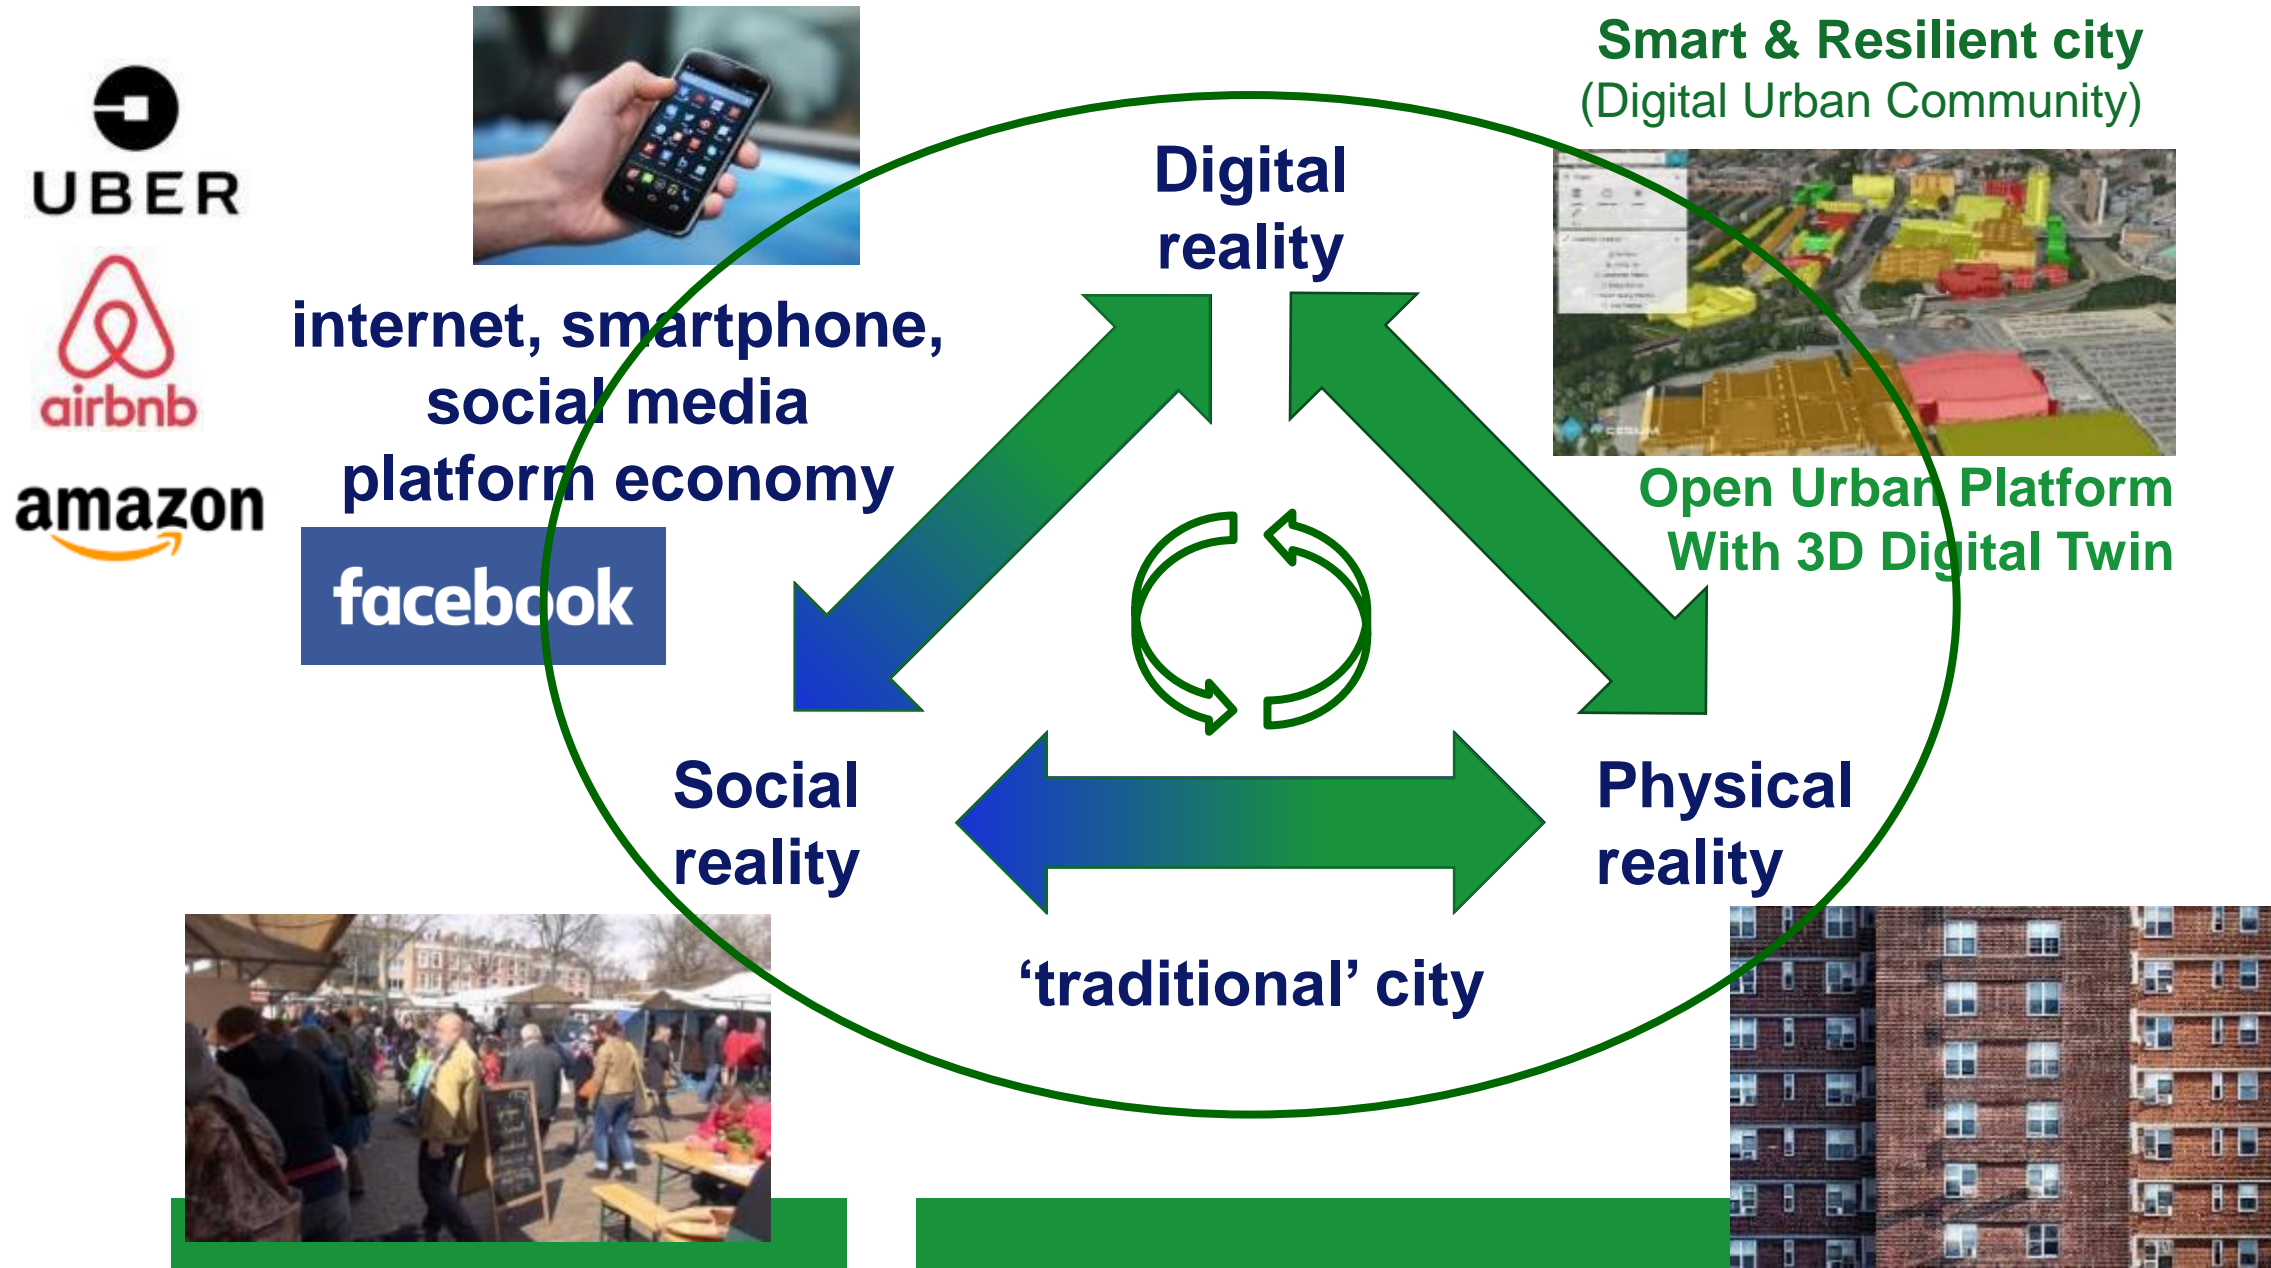 Smart & Resilient city
(Digital Urban Community)
UBER
airbnb
amazon
internet, smartphone,
social media
platform economy
facebook
Digital
reality
CESIUM
Open Urban Platform
With 3D Digital Twin
Social
reality
Physical
reality
‘traditional’ city